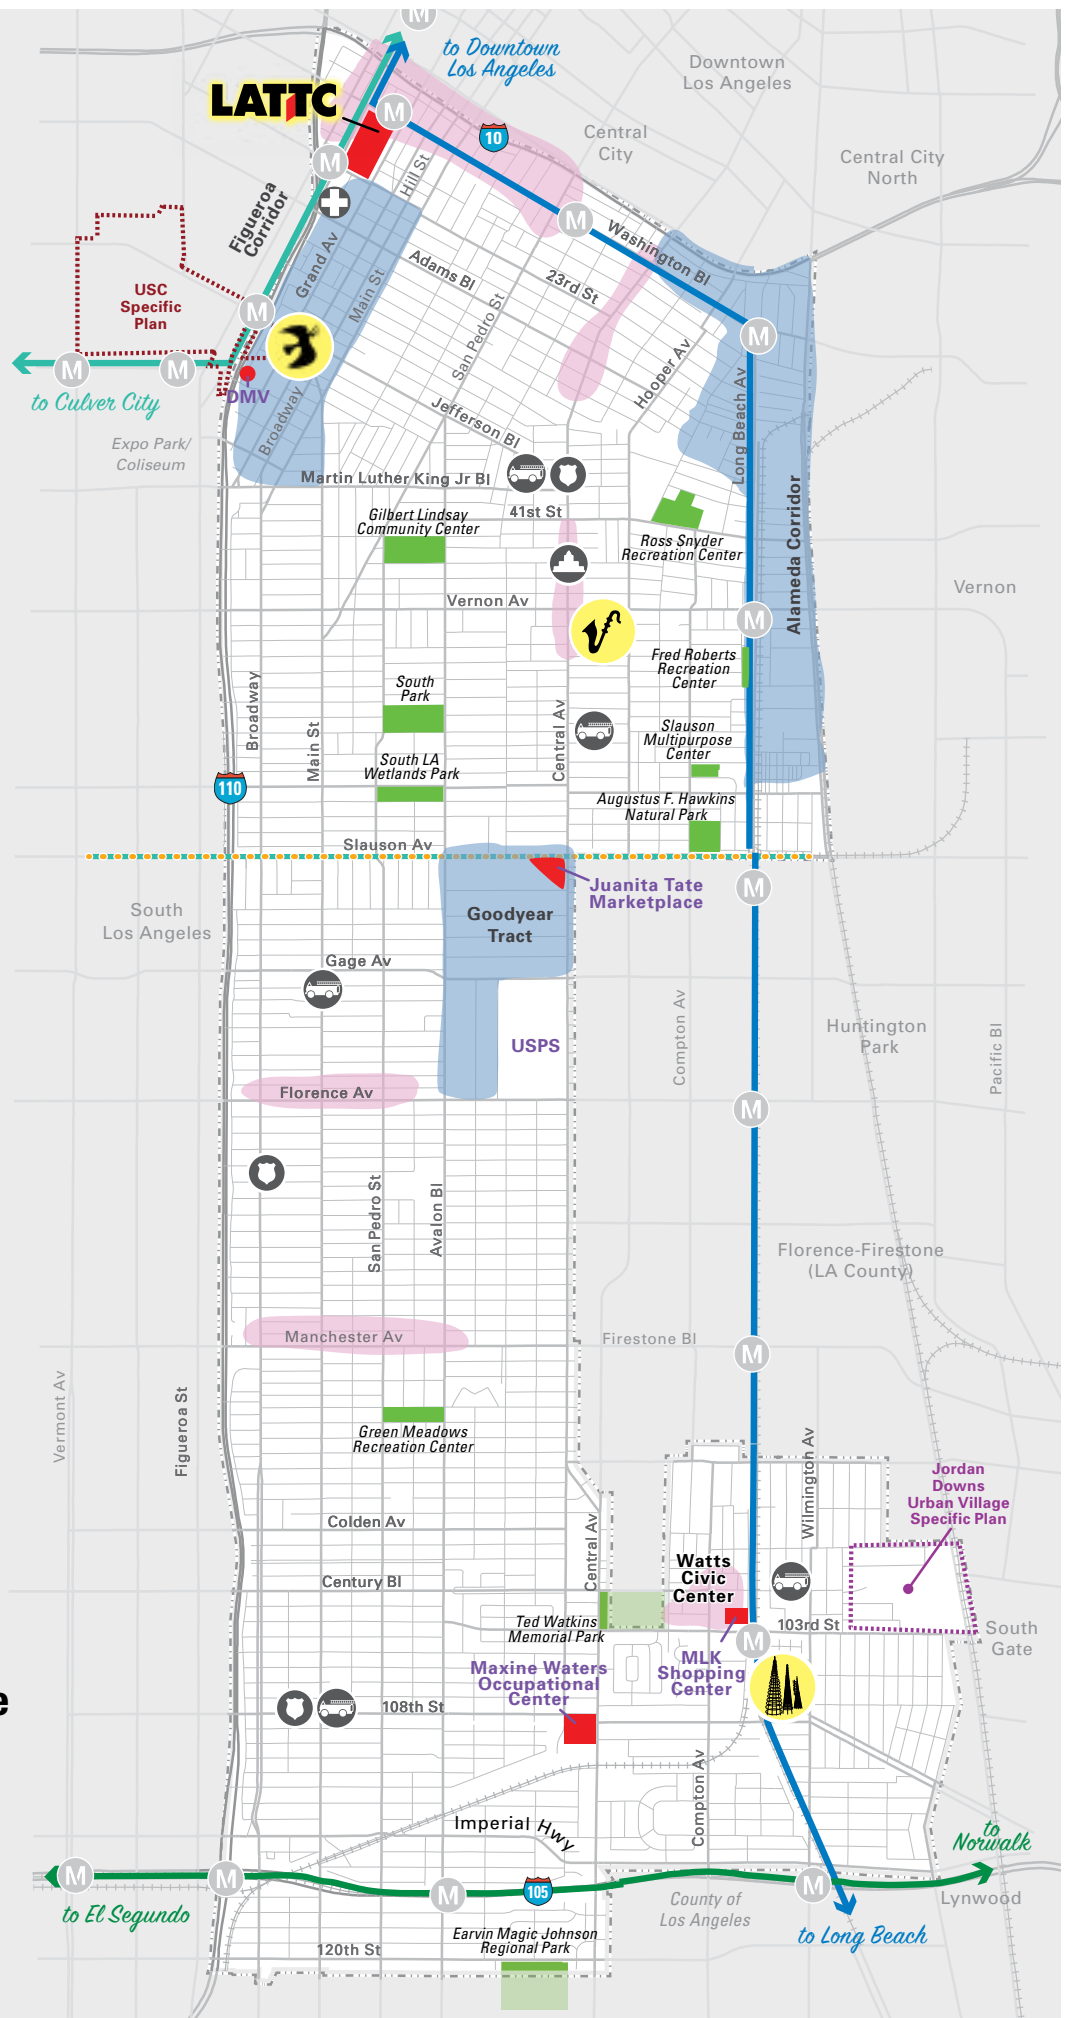 M
to Downtown
Los Angeles
Downtown
Los Angeles
LATTC
M
10
Central
City
Central City
North
M
Hill St
Figueroa
Corridor
M
Washington Bl
Grand Av
Main St
Adams Bl
23rd St
San Pedro St
USC
Specific
Plan
M
M
M
M
to Culver City
DMV
Hooper Av
M
Long Beach Av
Broadway
Jefferson Bl
Expo Park/
Coliseum
Martin Luther King Jr Bl
Gilbert Lindsay
Community Center
41st St
Ross Snyder
Recreation Center
Alameda Corridor
Vernon
Vernon Av
M
Fred Roberts
Recreation
Center
South
Park
Broadway
Main St
Central Av
Slauson
Multipurpose
Center
South LA
Wetlands Park
110
Augustus F. Hawkins
Natural Park
Slauson Av
Juanita Tate
Marketplace
M
South
Los Angeles
Goodyear
Tract
Gage Av
Compton Av
Huntington
Park
Pacific Bl
USPS
Florence Av
M
San Pedro St
Avalon Bl
Florence-Firestone
(LA County)
Manchester Av
Firestone Bl
M
Vermont Av
Figueroa St
Green Meadows
Recreation Center
Wilmington Av
Jordan
Downs
Urban Village
Specific Plan
Colden Av
Central Av
Watts
Civic
Center
Century Bl
Ted Watkins
Memorial Park
103rd St
South
Gate
M
MLK
Shopping
Center
Maxine Waters
Occupational
Center
e
108th St
Compton Av
Imperial Hwy
to
Norwalk
M
M
M
105
M
to El Segundo
County of
Los Angeles
Lynwood
to Long Beach
Earvin Magic Johnson
Regional Park
120th St